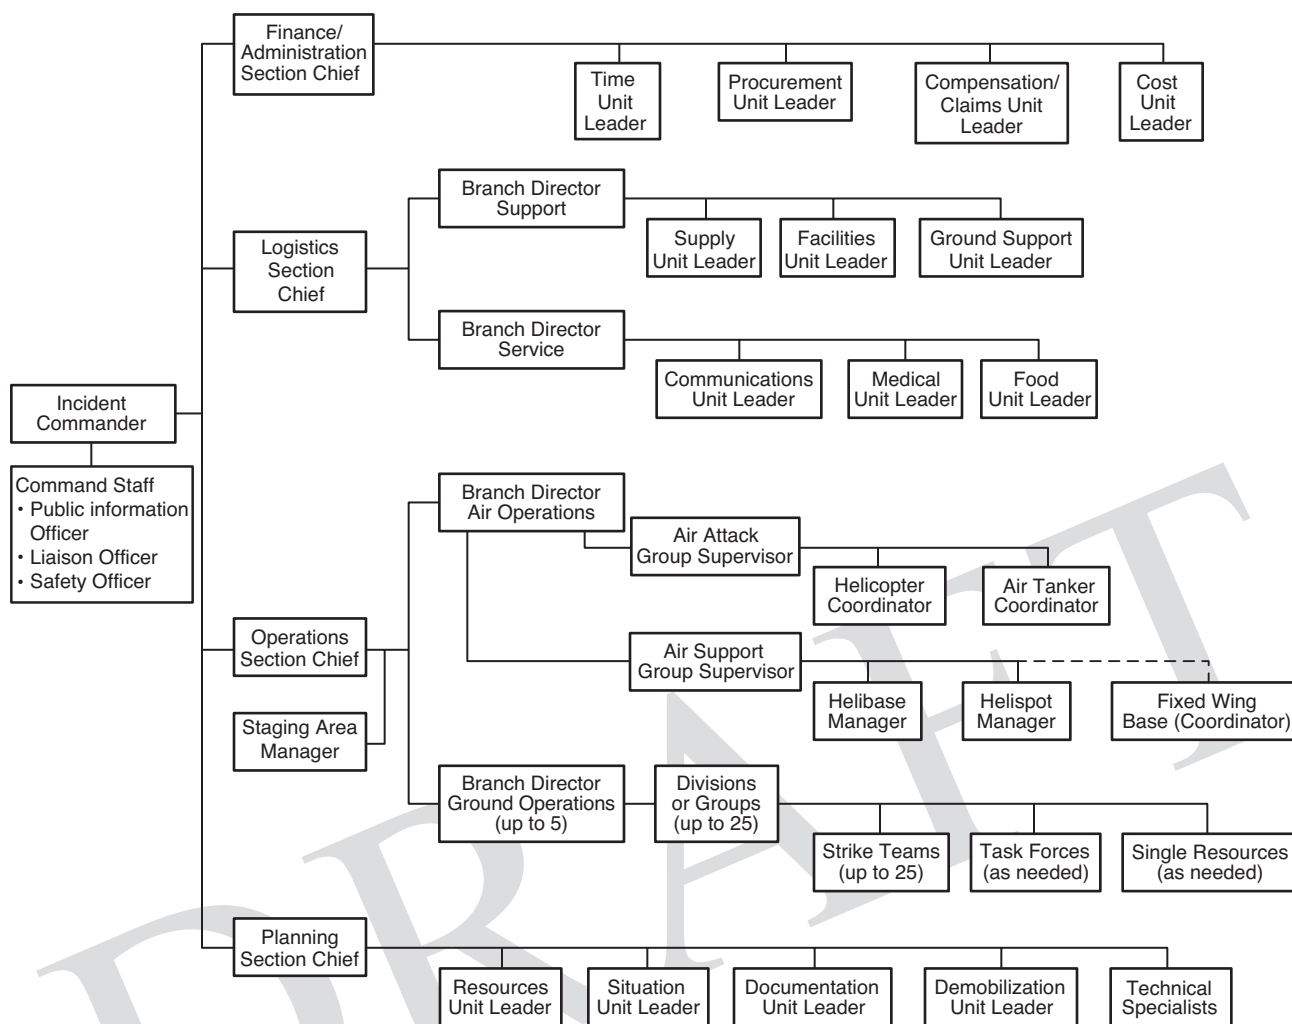 Finance/
Administration
Section Chief
Time
Unit
Leader
Procurement
Unit Leader
Compensation/
Claims Unit
Leader
Cost
Unit
Leader
Branch Director
Support
Supply
Unit Leader
Facilities
Unit Leader
Ground Support
Unit Leader
Logistics
Section
Chief
Branch Director
Service
Communications
Unit Leader
Medical
Unit Leader
Food
Unit Leader
Incident
Commander
Command Staff
• Public information
Officer
• Liaison Officer
• Safety Officer
Branch Director
Air Operations
Air Attack
Group Supervisor
Helicopter
Coordinator
Air Tanker
Coordinator
Operations
Section Chief
Air Support
Group Supervisor
Helibase
Manager
Helispot
Manager
Fixed Wing
Base (Coordinator)
Staging Area
Manager
Branch Director
Ground Operations
(up to 5)
Divisions
or Groups
(up to 25)
Strike Teams
(up to 25)
Task Forces
(as needed)
Single Resources
(as needed)
Planning
Section Chief
Resources
Unit Leader
Situation
Unit Leader
Documentation
Unit Leader
Demobilization
Unit Leader
Technical
Specialists
DRAFT